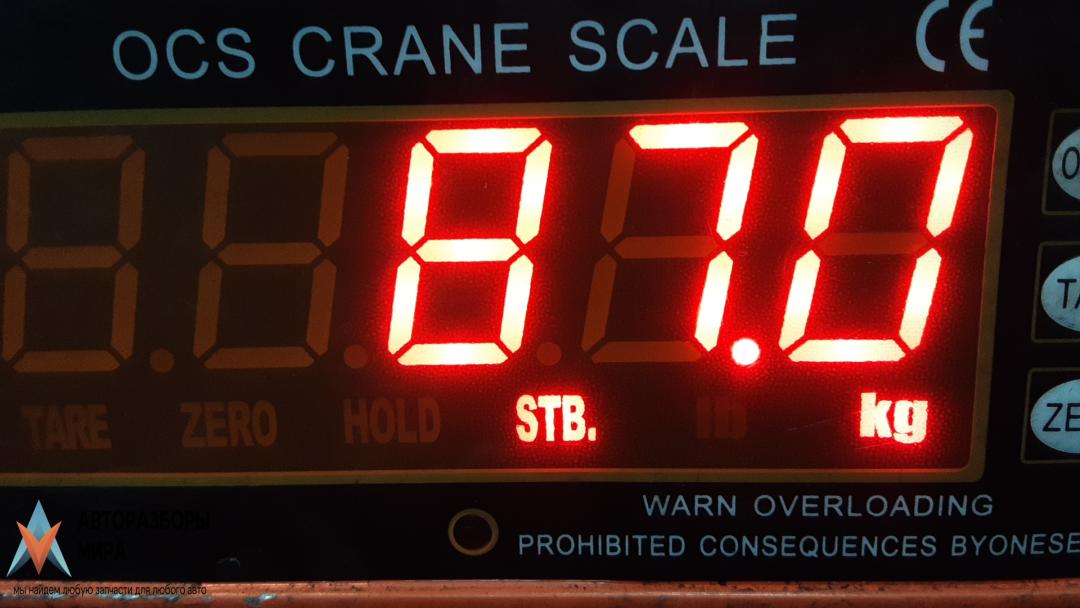 OCS CRANE SCALE CE
87.0
TARE ZERO HOLD STB. lb kg
WARN OVERLOADING
PROHIBITED CONSEQUENCES BYONESE
АВТОРАЗБОРЫ
МИРА
мы найдем любую запчасти для любого авто